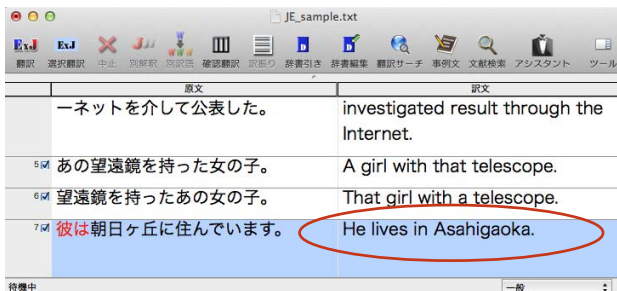 JE_sample.txt
ExJ ExJ JJJ
翻訳 選択翻訳 中止 別解釈 別訳語 確認翻訳 訳振り 辞書引き 辞書編集 翻訳サーチ 事例文 文献検索 アシスタント ツール
原文 訳文
ーネットを介して公表した。 investigated result through the
Internet.
5 あの望遠鏡を持った女の子。 A girl with that telescope.
6 望遠鏡を持ったあの女の子。 That girl with a telescope.
7 彼は朝日ヶ丘に住んでいます。 He lives in Asahigaoka.
待機中 一般